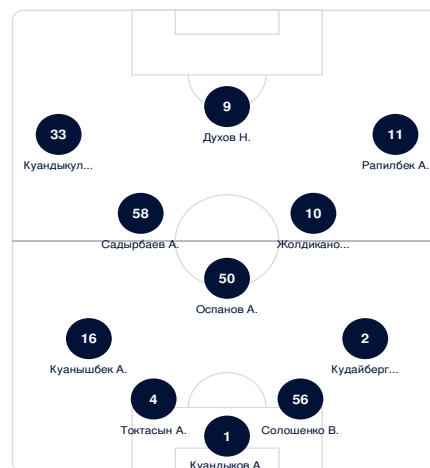 9
Духов Н.
33
Куандыкул...
11
Рапилбек А.
58
Садырбаев А.
10
Жолдикано...
50
Оспанов А.
16
Куанышбек А.
2
Кудайберг...
4
Токтасын А.
56
Солошенко В.
1
Куандыков А.